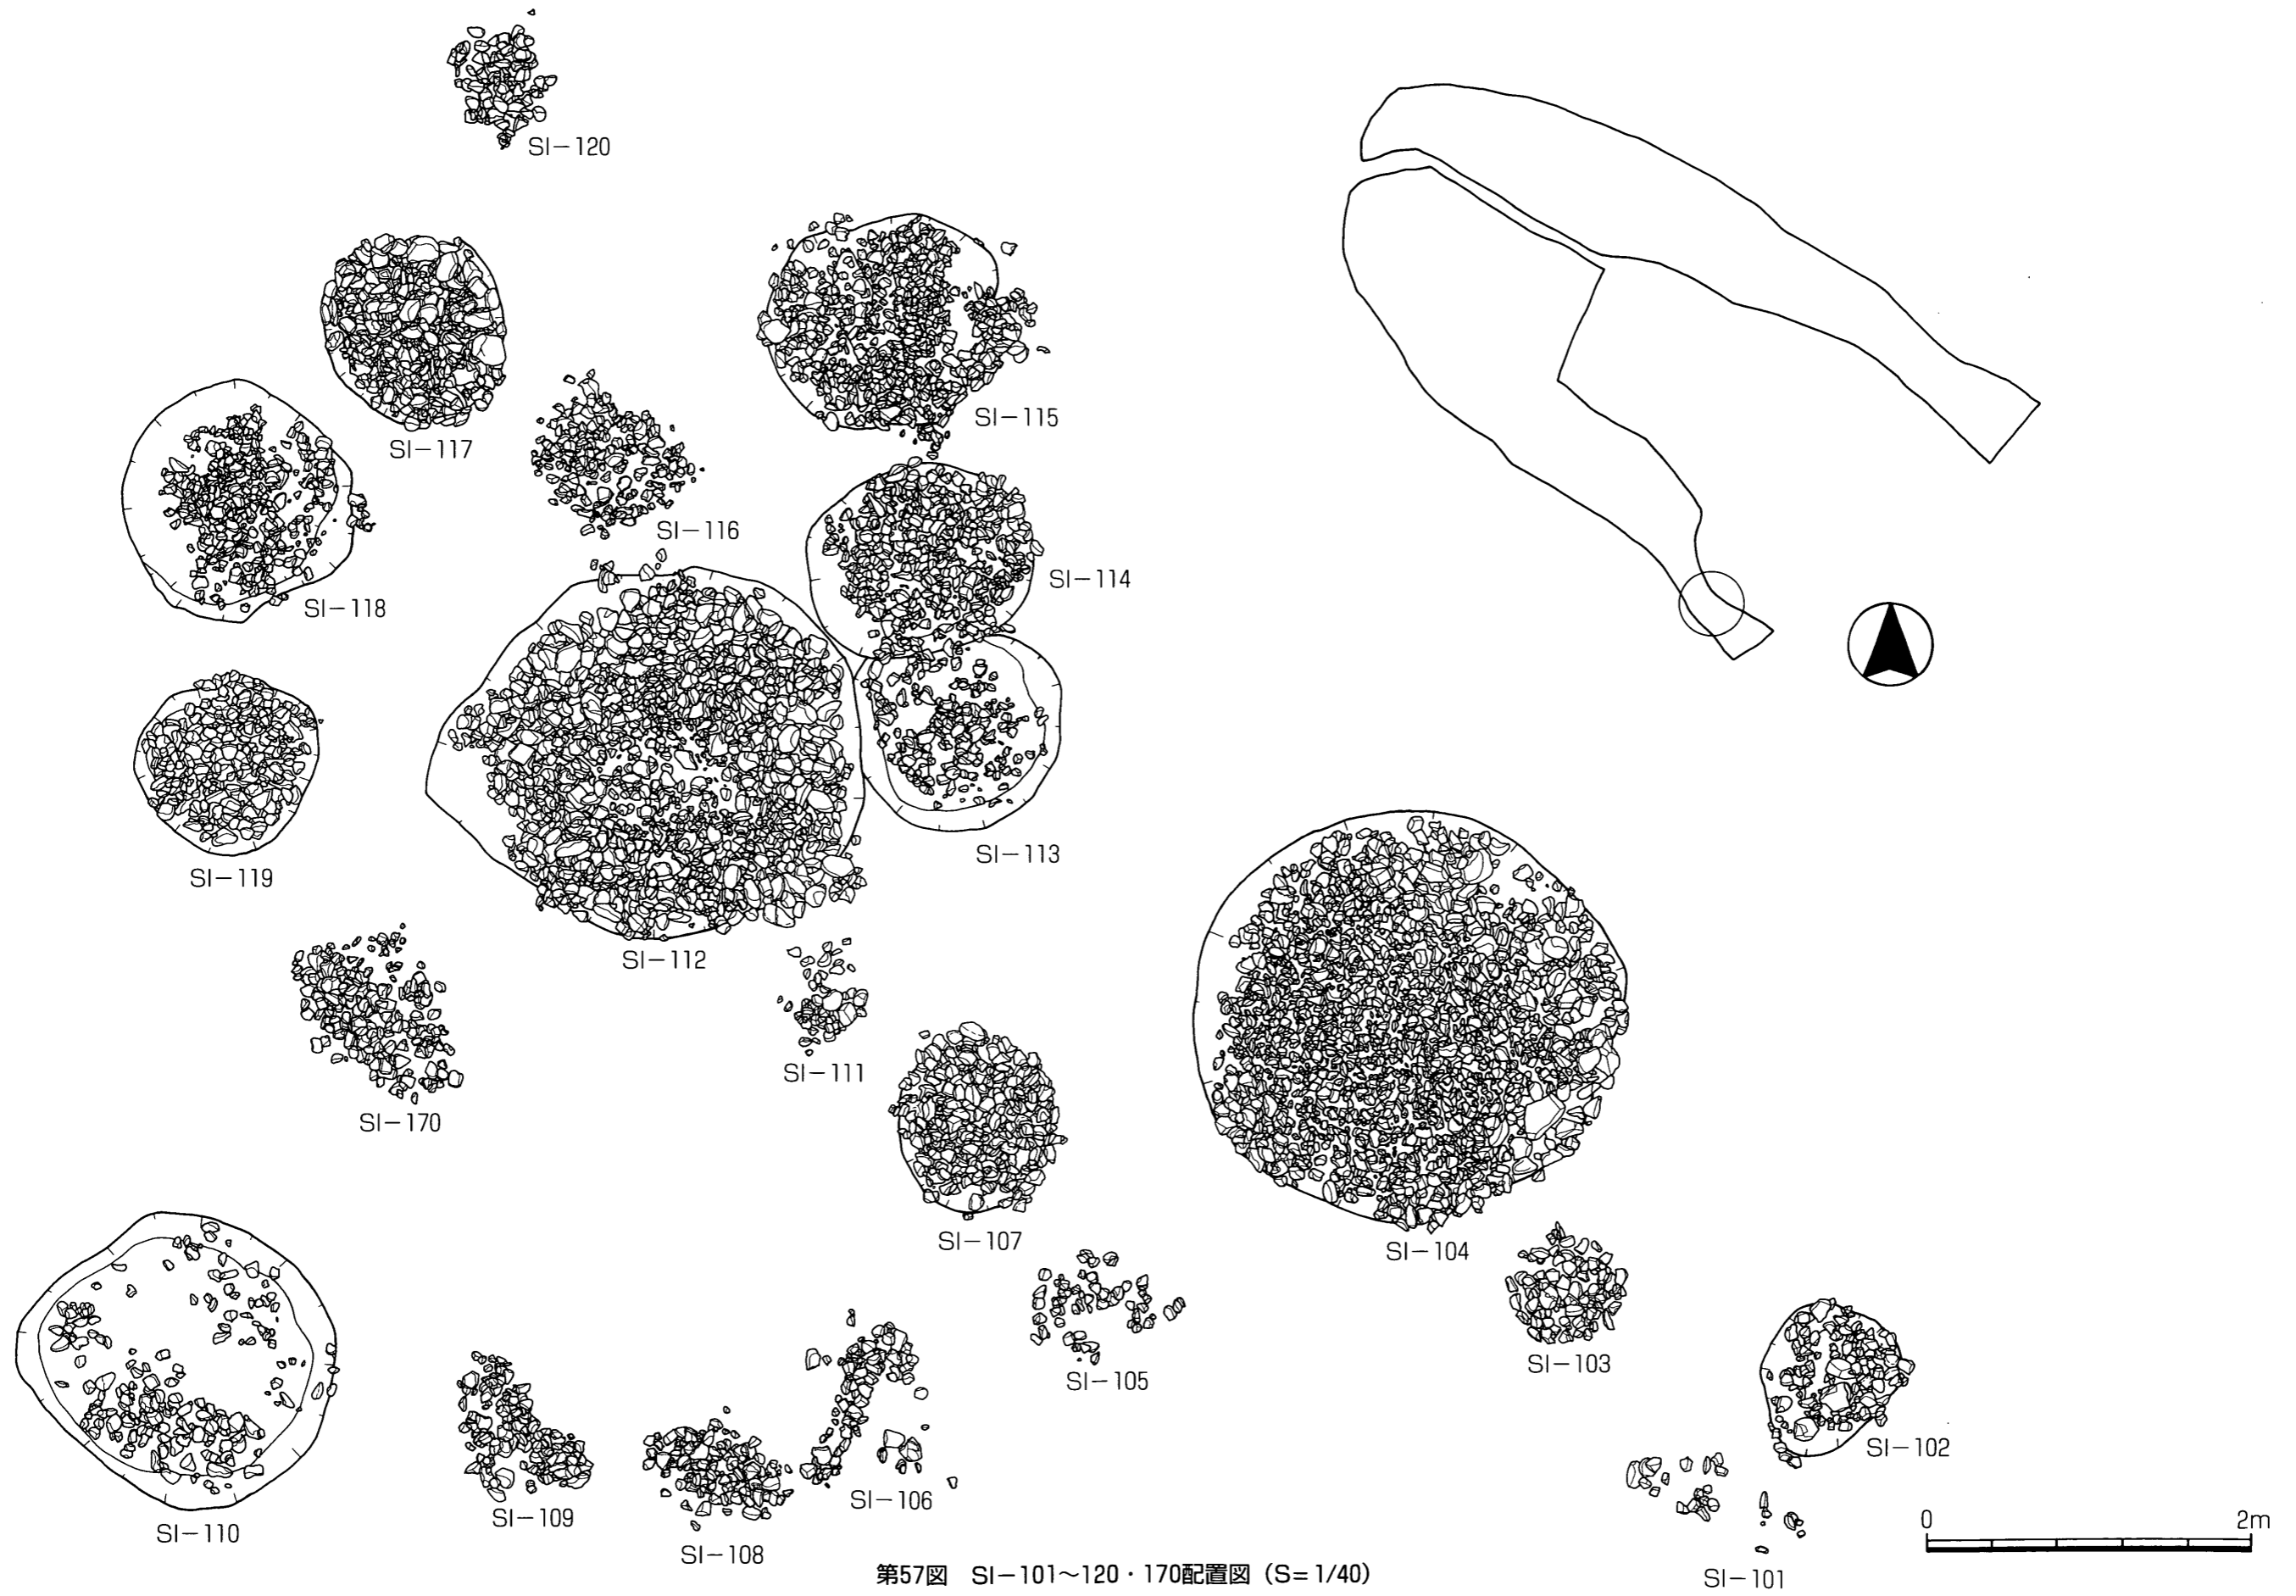 SI-120
SI-117
SI-115
SI-116
SI-118
SI-114
SI-113
SI-119
SI-112
SI-111
SI-170
SI-107
SI-104
SI-103
SI-105
SI-102
SI-106
SI-109
SI-110
SI-108
SI-101
0 2m
第57図 SI-101～120・170配置図（S=1/40）